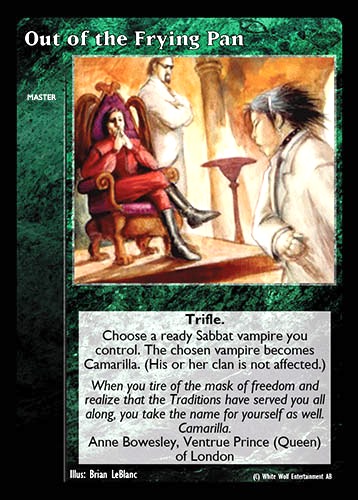 Out of the Frying Pan
MASTER
Trifle.
Choose a ready Sabbat vampire you
control. The chosen vampire becomes
Camarilla. (His or her clan is not affected.)
When you tire of the mask of freedom and
realize that the Traditions have served you all
along, you take the name for yourself as well.
Camarilla.
Anne Bowesley, Ventrue Prince (Queen)
of London
Illus: Brian LeBlanc
(C) White Wolf Entertainment AB